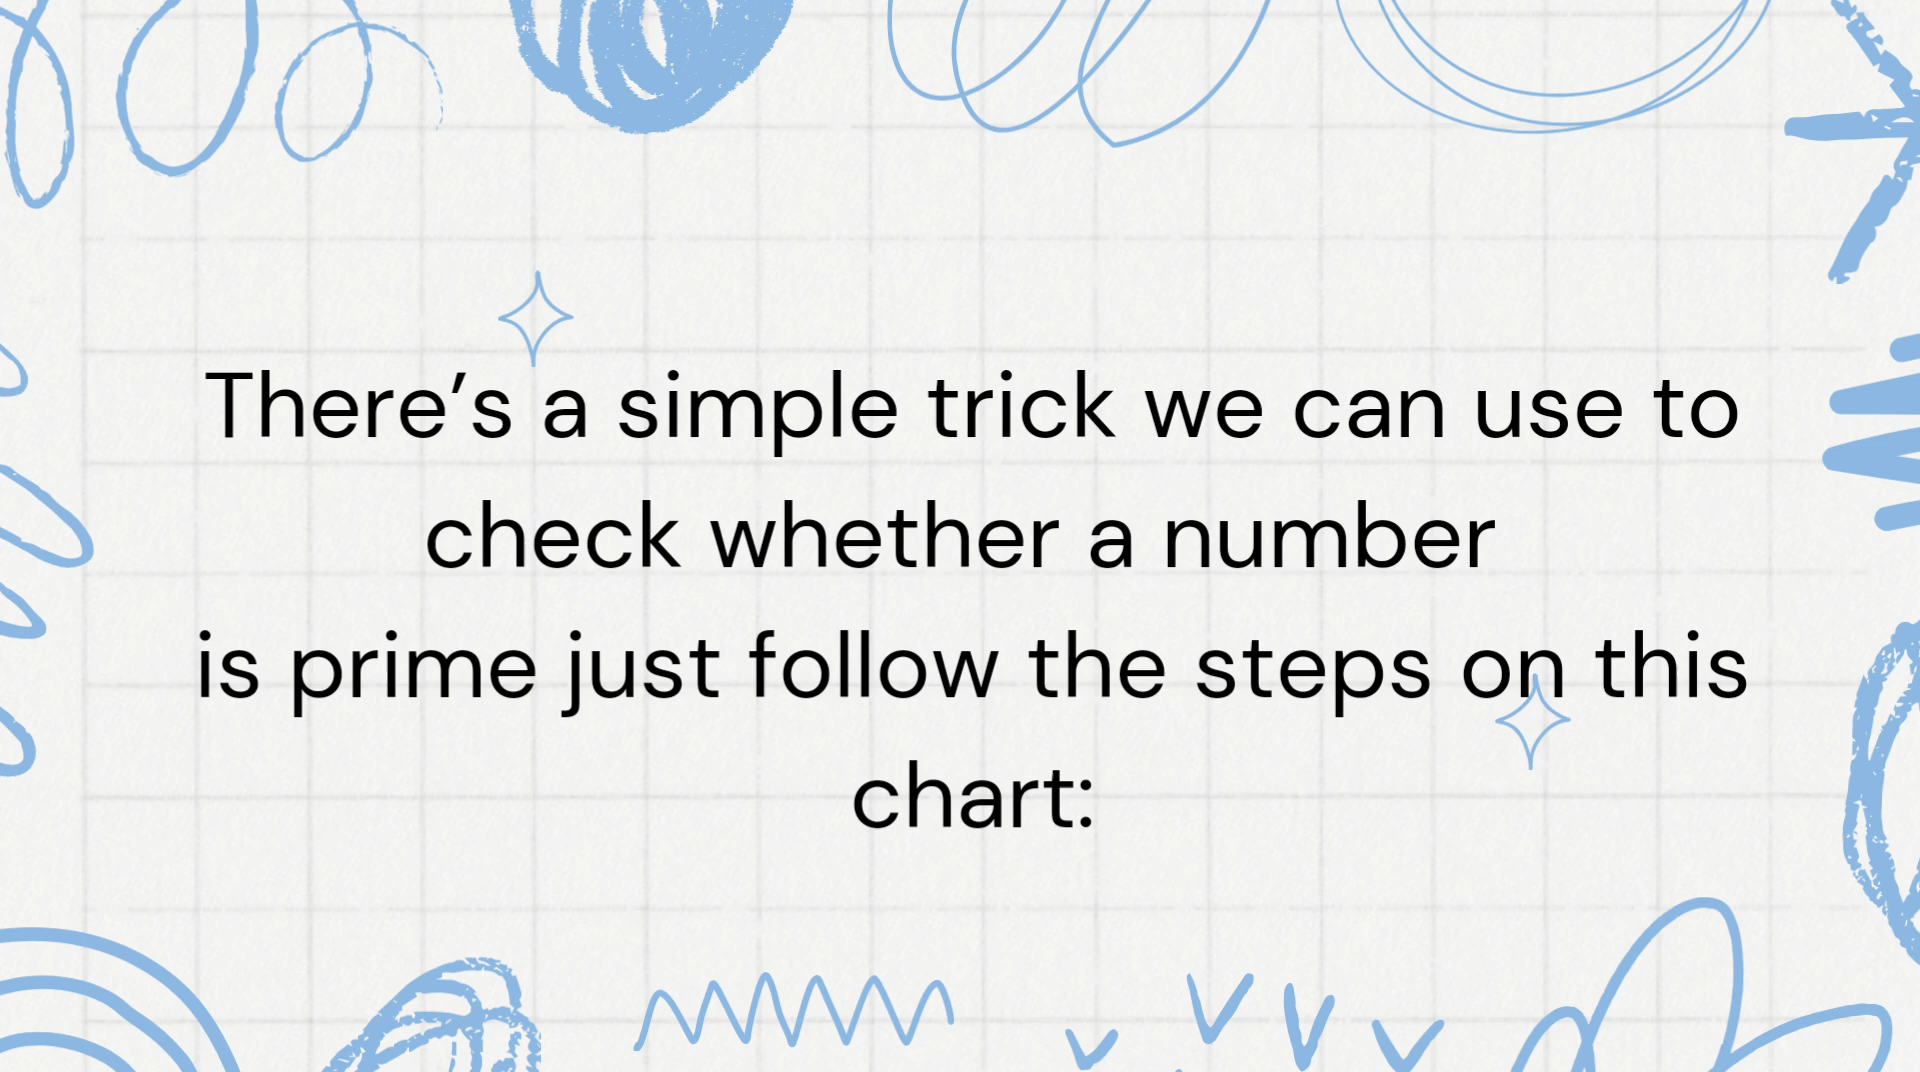 There’s a simple trick we can use to
check whether a number
is prime just follow the steps on this
chart: